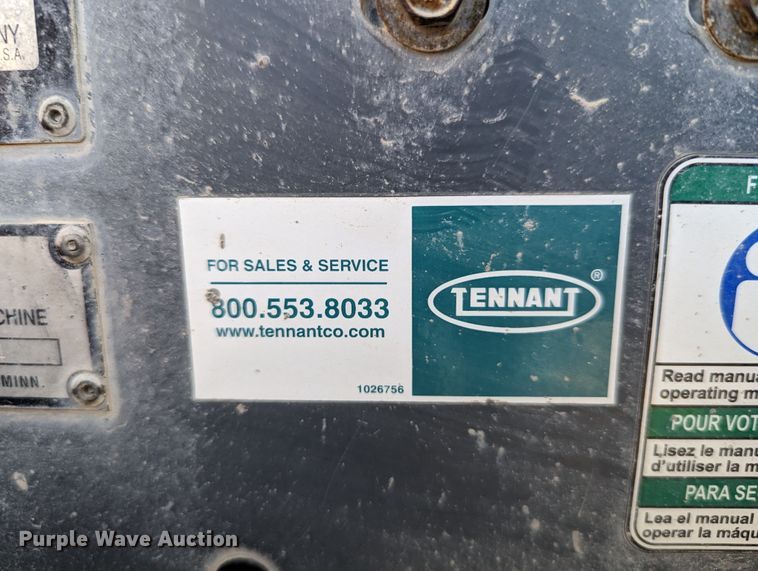 NY
S.A.
CHINE
MINN.
FOR SALES & SERVICE
800.553.8033
www.tennantco.com
1026756
TENNANT®
F
Read manua
operating m
POUR VOT
Lisez le manu
d'utiliser la m
PARA SE
Lea el manual
operar la máqu
Purple Wave Auction